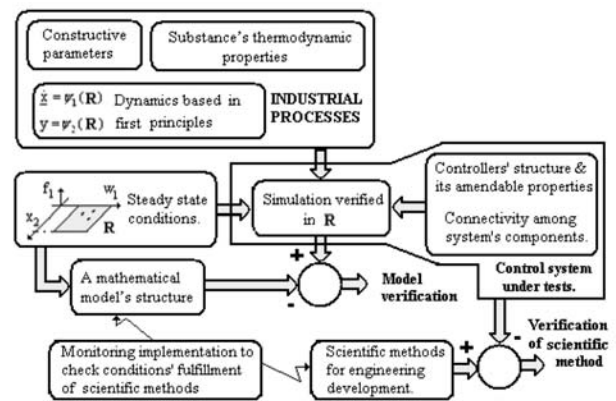 Constructive
parameters
Substance's thermodynamic
properties
ẋ = ψ₁(R) Dynamics based in
y = ψ₂(R) first principles
INDUSTRIAL
PROCESSES
f₁ W₁
x₂ R
Steady state
conditions.
Simulation verified
in R
Controllers' structure &
its amendable properties
Connectivity among
system's components.
+
-
A mathematical
model's structure
Model
verification
Control system
under tests.
Monitoring implementation to
check conditions' fulfillment
of scientific methods
Scientific methods
for engineering
development.
+
-
Verification
of scientific
method